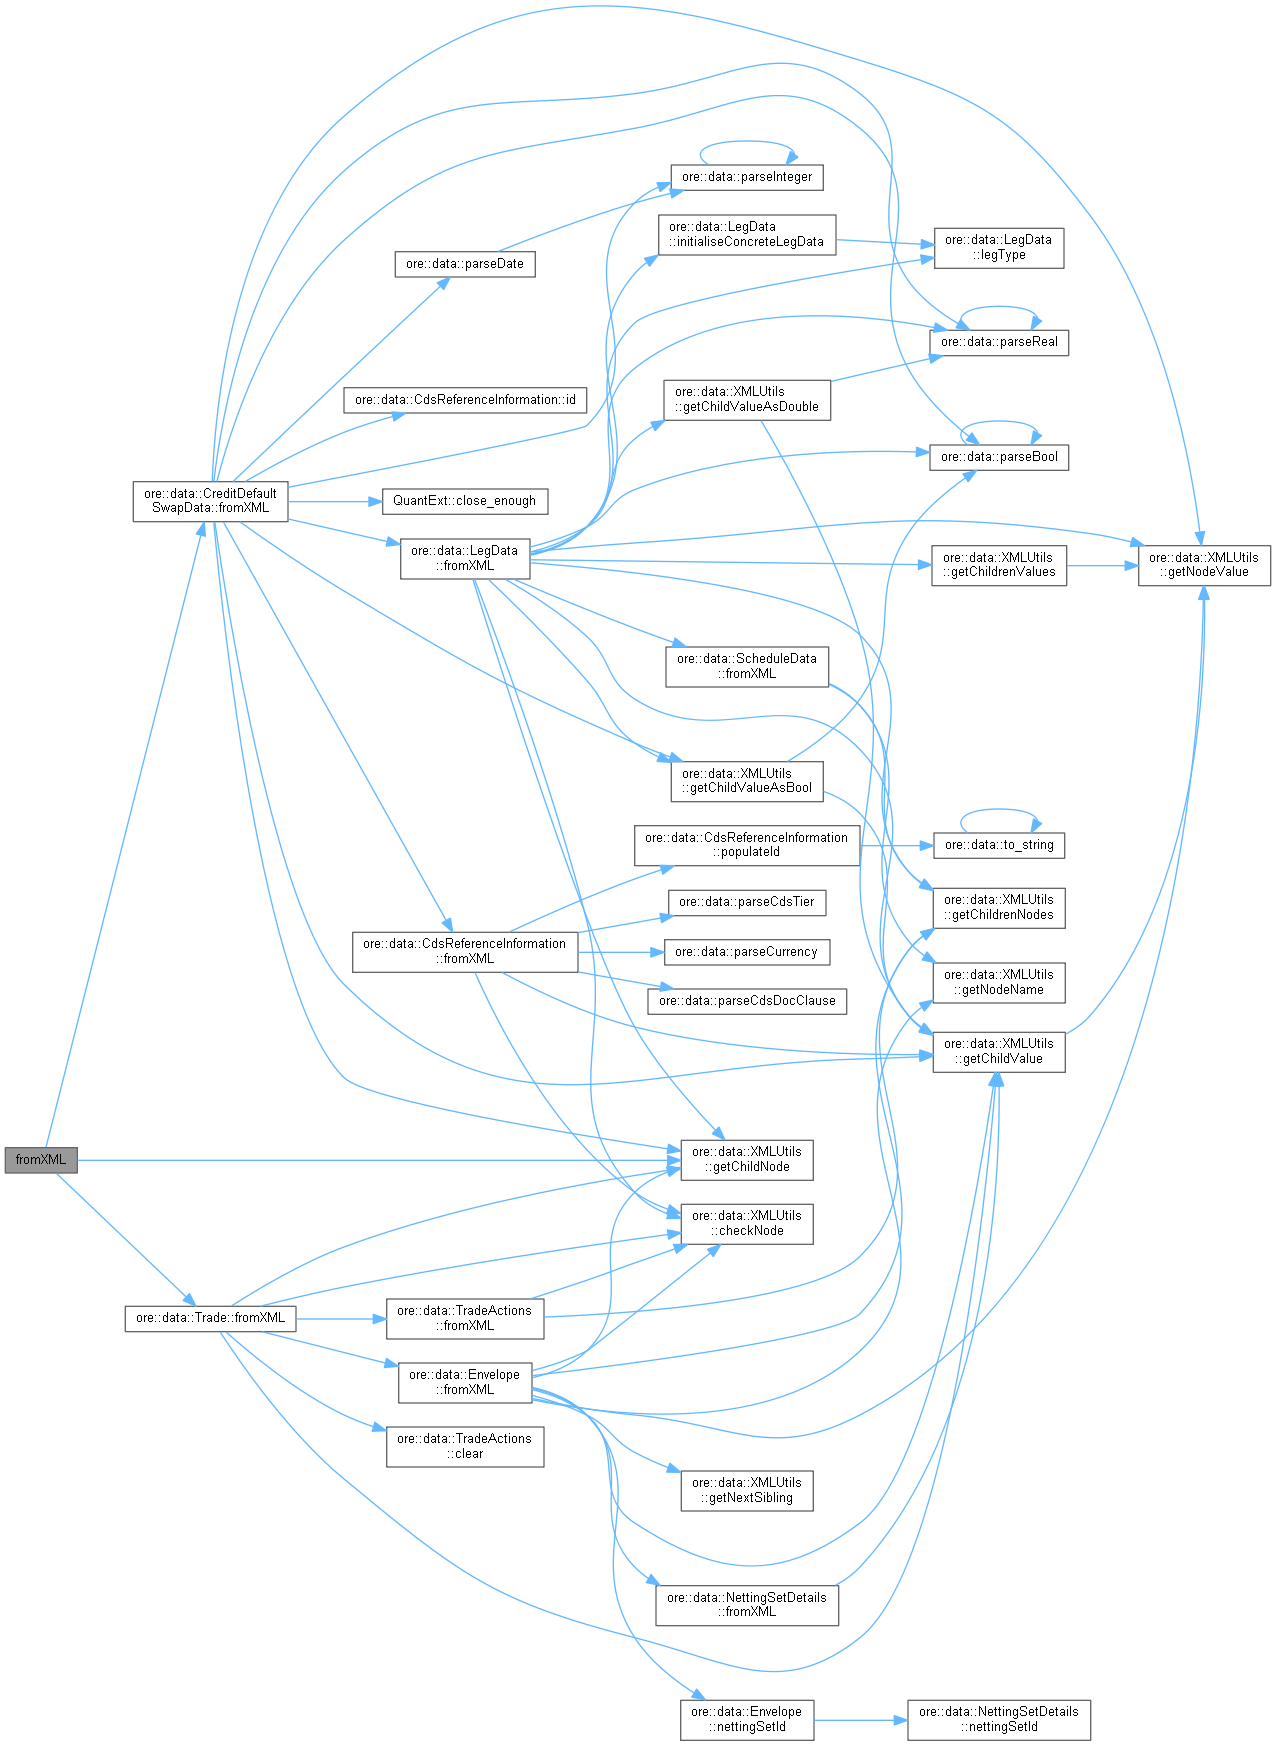 ore::data::parseInteger
ore::data::LegData
::initialiseConcreteLegData
ore::data::LegData
::legType
ore::data::parseDate
ore::data::parseReal
ore::data::XMLUtils
::getChildValueAsDouble
ore::data::CdsReferenceInformation::id
ore::data::parseBool
ore::data::CreditDefault
SwapData::fromXML
QuantExt::close_enough
ore::data::LegData
::fromXML
ore::data::XMLUtils
::getChildrenValues
ore::data::XMLUtils
::getNodeValue
ore::data::ScheduleData
::fromXML
ore::data::XMLUtils
::getChildValueAsBool
ore::data::CdsReferenceInformation
::populateId
ore::data::to_string
ore::data::parseCdsTier
ore::data::XMLUtils
::getChildrenNodes
ore::data::CdsReferenceInformation
::fromXML
ore::data::parseCurrency
ore::data::XMLUtils
::getNodeName
ore::data::parseCdsDocClause
ore::data::XMLUtils
::getChildValue
fromXML
ore::data::XMLUtils
::getChildNode
ore::data::XMLUtils
::checkNode
ore::data::Trade::fromXML
ore::data::TradeActions
::fromXML
ore::data::Envelope
::fromXML
ore::data::TradeActions
::clear
ore::data::XMLUtils
::getNextSibling
ore::data::NettingSetDetails
::fromXML
ore::data::Envelope
::nettingSetId
ore::data::NettingSetDetails
::nettingSetId